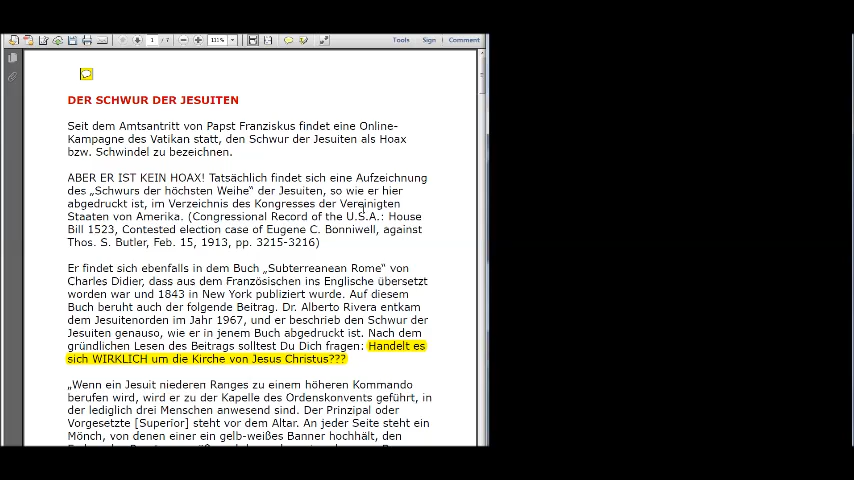 1 / 7 111% Tools Sign Comment
DER SCHWUR DER JESUITEN
Seit dem Amtsantritt von Papst Franziskus findet eine Online-
Kampagne des Vatikan statt, den Schwur der Jesuiten als Hoax
bzw. Schwindel zu bezeichnen.
ABER ER IST KEIN HOAX! Tatsächlich findet sich eine Aufzeichnung
des „Schwurs der höchsten Weihe“ der Jesuiten, so wie er hier
abgedruckt ist, im Verzeichnis des Kongresses der Vereinigten
Staaten von Amerika. (Congressional Record of the U.S.A.: House
Bill 1523, Contested election case of Eugene C. Bonniwell, against
Thos. S. Butler, Feb. 15, 1913, pp. 3215-3216)
Er findet sich ebenfalls in dem Buch „Subterreanean Rome“ von
Charles Didier, dass aus dem Französischen ins Englische übersetzt
worden war und 1843 in New York publiziert wurde. Auf diesem
Buch beruht auch der folgende Beitrag. Dr. Alberto Rivera entkam
dem Jesuitenorden im Jahr 1967, und er beschrieb den Schwur der
Jesuiten genauso, wie er in jenem Buch abgedruckt ist. Nach dem
gründlichen Lesen des Beitrags solltest Du Dich fragen: Handelt es
sich WIRKLICH um die Kirche von Jesus Christus???
„Wenn ein Jesuit niederen Ranges zu einem höheren Kommando
berufen wird, wird er zu der Kapelle des Ordenskonvents geführt, in
der lediglich drei Menschen anwesend sind. Der Prinzipal oder
Vorgesetzte [Superior] steht vor dem Altar. An jeder Seite steht ein
Mönch, von denen einer ein gelb-weißes Banner hochhält, den